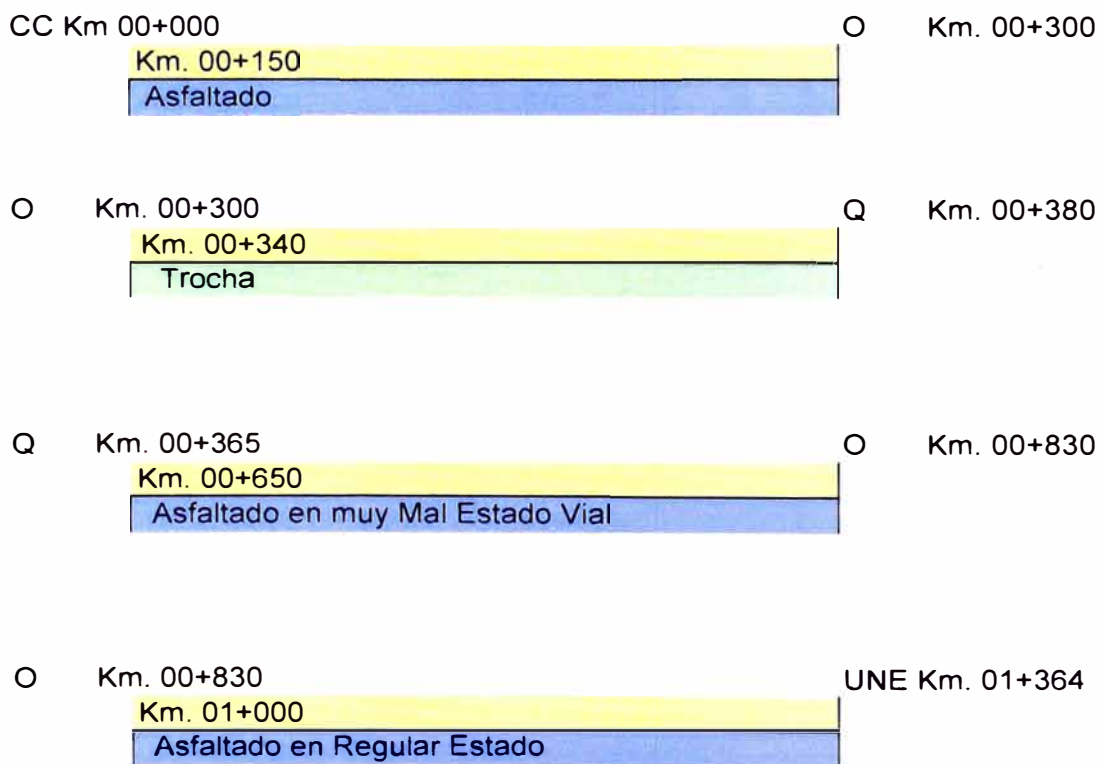 CC Km 00+000 O Km. 00+300
Km. 00+150
Asfaltado
O Km. 00+300 Q Km. 00+380
Km. 00+340
Trocha
Q Km. 00+365 O Km. 00+830
Km. 00+650
Asfaltado en muy Mal Estado Vial
O Km. 00+830 UNE Km. 01+364
Km. 01+000
Asfaltado en Regular Estado